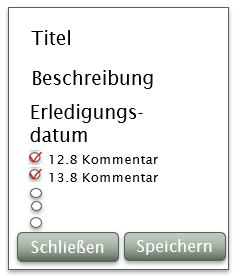 Titel
Beschreibung
Erledigungs-
datum
12.8 Kommentar
13.8 Kommentar
Schließen Speichern